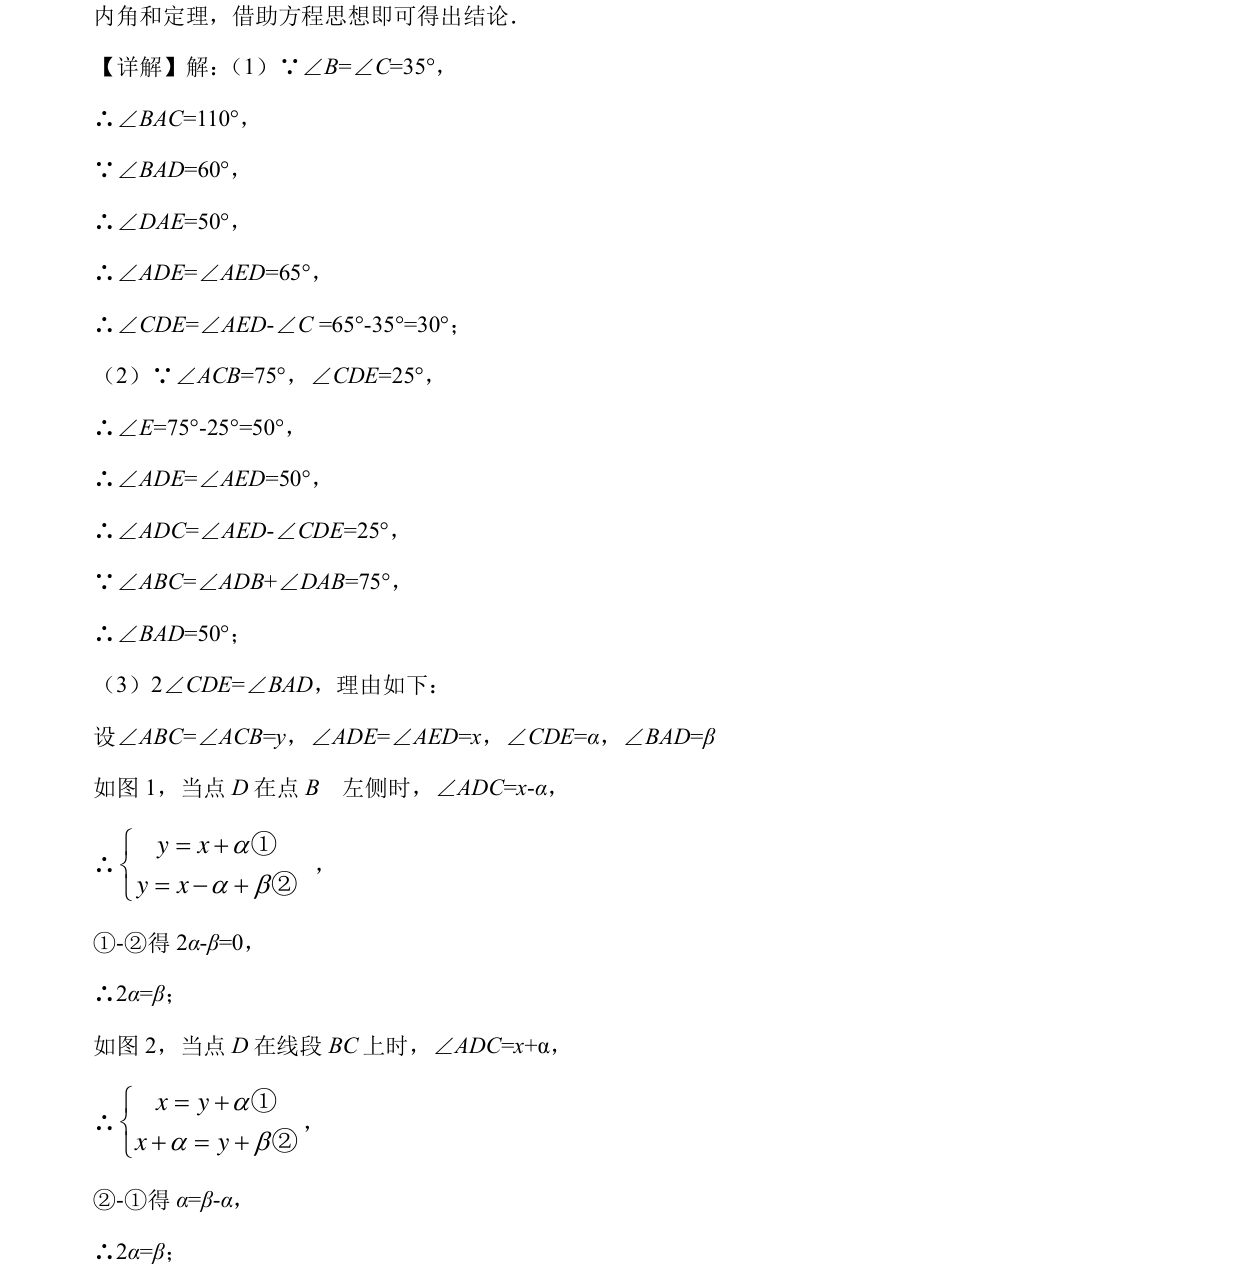 内角和定理，借助方程思想即可得出结论．
【详解】解：（1）∵∠B=∠C=35°，
∴∠BAC=110°，
∵∠BAD=60°，
∴∠DAE=50°，
∴∠ADE=∠AED=65°，
∴∠CDE=∠AED-∠C =65°-35°=30°；
（2）∵∠ACB=75°，∠CDE=25°，
∴∠E=75°-25°=50°，
∴∠ADE=∠AED=50°，
∴∠ADC=∠AED-∠CDE=25°，
∵∠ABC=∠ADB+∠DAB=75°，
∴∠BAD=50°；
（3）2∠CDE=∠BAD，理由如下：
设∠ABC=∠ACB=y，∠ADE=∠AED=x，∠CDE=α，∠BAD=β
如图 1，当点 D 在点 B 左侧时，∠ADC=x-α，
∴{ y = x + α①
y = x − α + β② ，
①-②得 2α-β=0，
∴2α=β；
如图 2，当点 D 在线段 BC 上时，∠ADC=x+α，
∴{ x = y + α①
x + α = y + β② ，
②-①得 α=β-α，
∴2α=β；